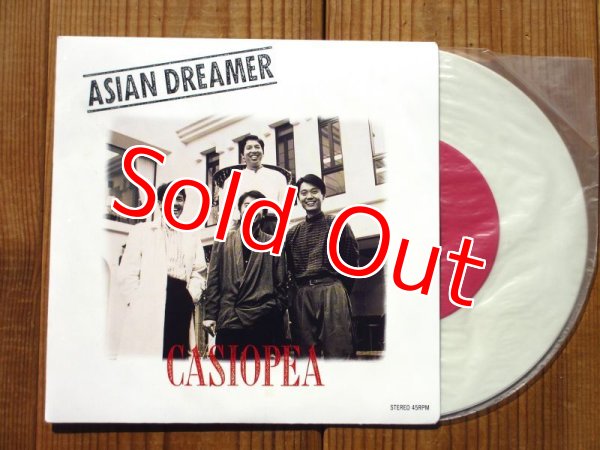 ASIAN DREAMER
Sold Out
CASIOPEA
STEREO 45RPM